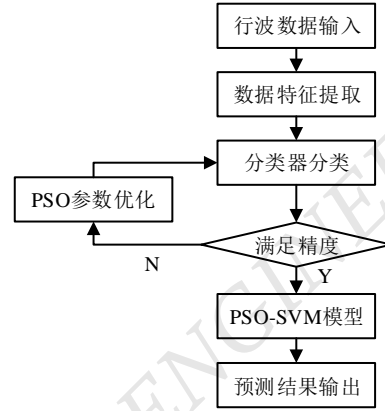 行波数据输入
数据特征提取
分类器分类
PSO参数优化
满足精度
N
Y
PSO-SVM模型
预测结果输出
ENGINEER